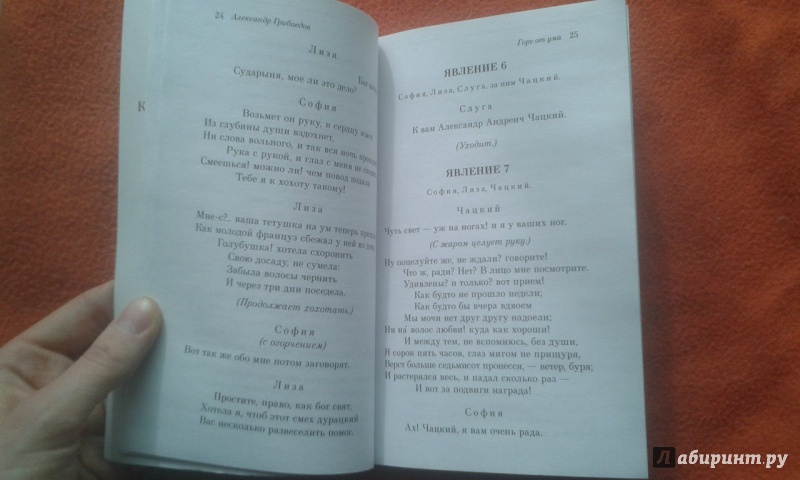 24 Александр Грибоедов
Лиза
Сударыня, мое ли это дело?
София
Возьмет он руку, к сердцу жмет,
Из глубины души вздохнет,
Ни слова вольного, и так вся ночь
Рука с рукой, и глаз с меня не
Смеешься! можно ли! чем повод подала
Тебе я к хохоту такому!
Лиза
Мне-с?.. ваша тетушка на ум теперь
Как молодой француз сбежал у ней из
Голубушка! хотела схоронить
Свою досаду, не сумела:
Забыла волосы чернить
И через три дни поседела.
(Продолжает хохотать.)
София
(с огорчением)
Вот так же обо мне потом заговорят.
Лиза
Простите, право, как бог свят,
Хотела я, чтоб этот смех дурацкий
Вас несколько развеселить помог.
К
Горе от ума 25
ЯВЛЕНИЕ 6
София, Лиза, Слуга, за ним Чацкий.
Слуга
К вам Александр Андреич Чацкий.
(Уходит.)
ЯВЛЕНИЕ 7
София, Лиза, Чацкий.
Чацкий
Чуть свет — уж на ногах! и я у ваших ног.
(С жаром целует руку.)
Ну поцелуйте же, не ждали? говорите!
Что ж, ради? Нет? В лицо мне посмотрите.
Удивлены? и только? вот прием!
Как будто не прошло недели;
Как будто бы вчера вдвоем
Мы мочи нет друг другу надоели;
Ни на волос любви! куда как хороши!
И между тем, не вспомнюсь, без души,
Я сорок пять часов, глаз мигом не прищуря,
Верст больше седьмисот пронесся, — ветер, буря;
И растерялся весь, и падал сколько раз —
И вот за подвиги награда!
София
Ах! Чацкий, я вам очень рада.
Лабиринт.ру